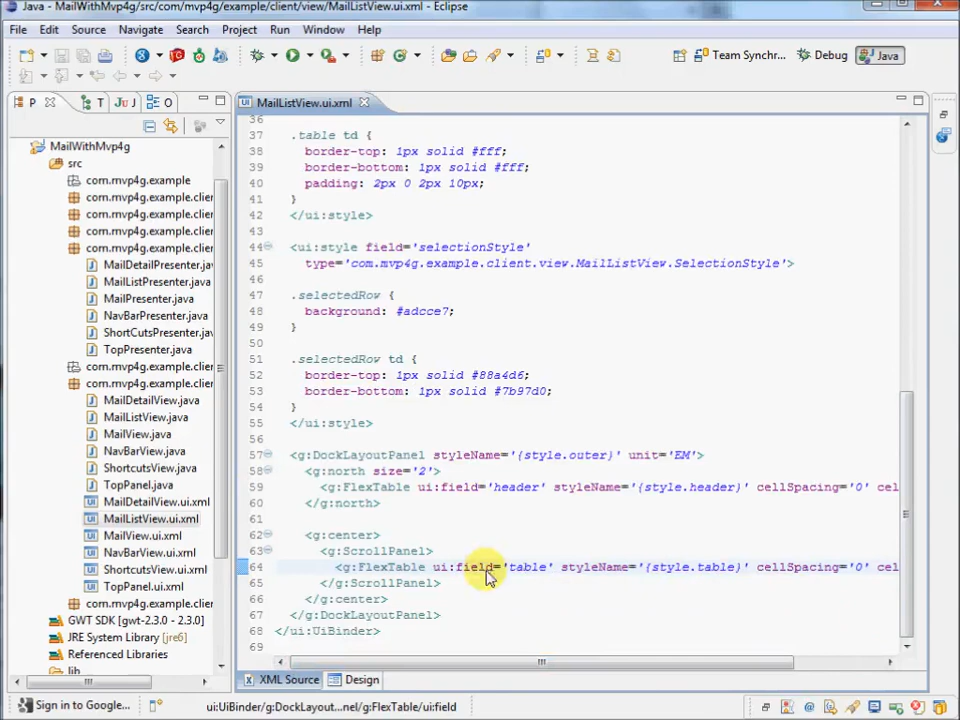 Java - MailWithMvp4g/src/com/mvp4g/example/client/view/MailListView.ui.xml - Eclipse
File Edit Source Navigate Search Project Run Window Help
Team Synchr... Debug Java
P T Ju J O
MailListView.ui.xml
MailWithMvp4g
src
com.mvp4g.example
com.mvp4g.example.clier
com.mvp4g.example.clier
com.mvp4g.example.clier
com.mvp4g.example.clier
MailDetailPresenter.ja
MailListPresenter.java
MailPresenter.java
NavBarPresenter.java
ShortCutsPresenter.java
TopPresenter.java
com.mvp4g.example.clier
com.mvp4g.example.clier
MailDetailView.java
MailListView.java
MailView.java
NavBarView.java
ShortcutsView.java
TopPanel.java
MailDetailView.ui.xml
MailListView.ui.xml
MailView.ui.xml
NavBarView.ui.xml
ShortcutsView.ui.xml
TopPanel.ui.xml
com.mvp4g.example.clier
GWT SDK [gwt-2.3.0 - 2.3.0]
JRE System Library [jre6]
Referenced Libraries
lib
36
37 .table td {
38 border-top: 1px solid #fff;
39 border-bottom: 1px solid #fff;
40 padding: 2px 0 2px 10px;
41 }
42 </ui:style>
43
44 <ui:style field='selectionStyle'
45 type='com.mvp4g.example.client.view.MailListView.SelectionStyle'>
46
47 .selectedRow {
48 background: #adcce7;
49 }
50
51 .selectedRow td {
52 border-top: 1px solid #88a4d6;
53 border-bottom: 1px solid #7b97d0;
54 }
55 </ui:style>
56
57 <g:DockLayoutPanel styleName='{style.outer}' unit='EM'>
58 <g:north size='2'>
59 <g:FlexTable ui:field='header' styleName='{style.header}' cellSpacing='0' cel
60 </g:north>
61
62 <g:center>
63 <g:ScrollPanel>
64 <g:FlexTable ui:field='table' styleName='{style.table}' cellSpacing='0' cel
65 </g:ScrollPanel>
66 </g:center>
67 </g:DockLayoutPanel>
68 </ui:UiBinder>
69
XML Source Design
Sign in to Google...
ui:UiBinder/g:DockLayout...nel/g:FlexTable/ui:field